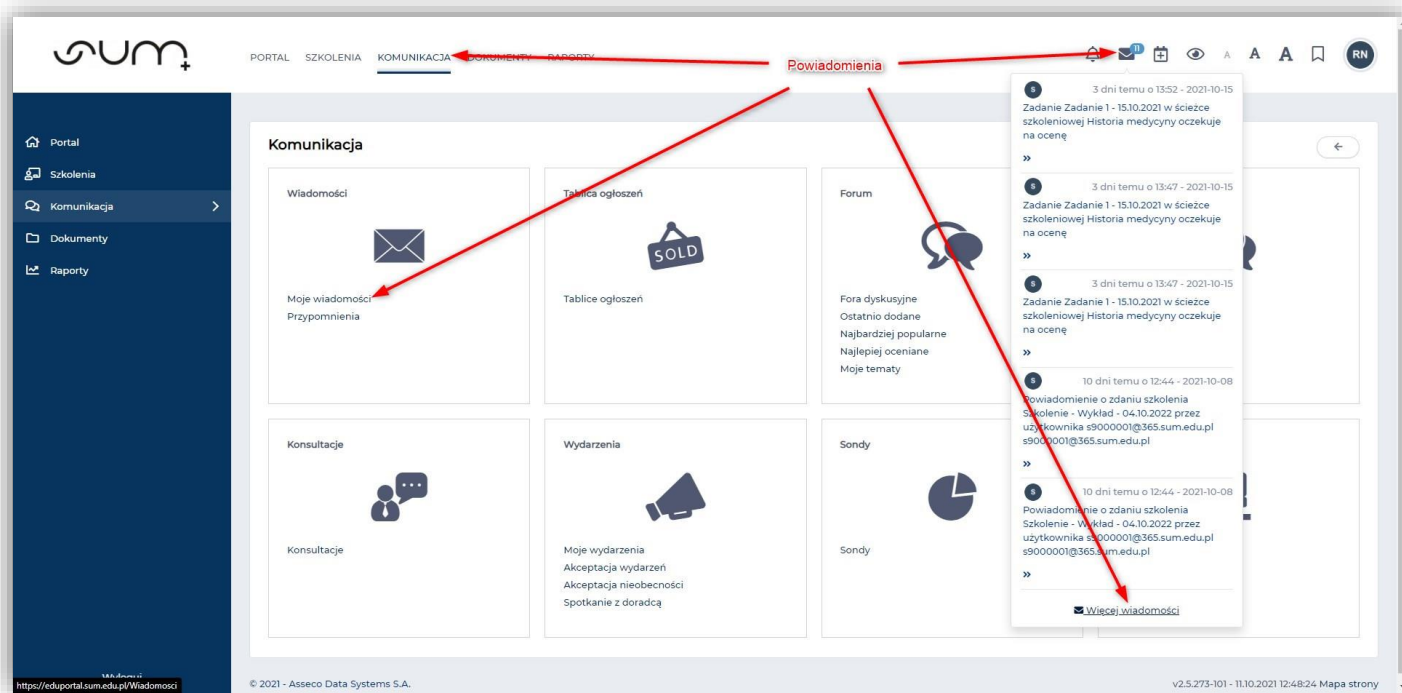 sum
PORTAL SZKOLENIA KOMUNIKACJA DOKUMENTY RAPORTY
Powiadomienia
11
A A A
RN
Portal
Szkolenia
Komunikacja
Dokumenty
Raporty
Wyloguj
https://eduportal.sum.edu.pl/Wiadomosci
Komunikacja
Wiadomości
Moje wiadomości
Przypomnienia
Tablica ogłoszeń
SOLD
Tablice ogłoszeń
Forum
Fora dyskusyjne
Ostatnio dodane
Najbardziej popularne
Najlepiej oceniane
Moje tematy
Konsultacje
Konsultacje
Wydarzenia
Moje wydarzenia
Akceptacja wydarzeń
Akceptacja nieobecności
Spotkanie z doradcą
Sondy
Sondy
S 3 dni temu o 13:52 - 2021-10-15
Zadanie Zadanie 1 - 15.10.2021 w ścieżce
szkoleniowej Historia medycyny oczekuje
na ocenę
»
S 3 dni temu o 13:47 - 2021-10-15
Zadanie Zadanie 1 - 15.10.2021 w ścieżce
szkoleniowej Historia medycyny oczekuje
na ocenę
»
S 3 dni temu o 13:47 - 2021-10-15
Zadanie Zadanie 1 - 15.10.2021 w ścieżce
szkoleniowej Historia medycyny oczekuje
na ocenę
»
S 10 dni temu o 12:44 - 2021-10-08
Powiadomienie o zdaniu szkolenia
Szkolenie - Wykład - 04.10.2022 przez
użytkownika s9000001@365.sum.edu.pl
s9000001@365.sum.edu.pl
»
S 10 dni temu o 12:44 - 2021-10-08
Powiadomienie o zdaniu szkolenia
Szkolenie - Wykład - 04.10.2022 przez
użytkownika s9000001@365.sum.edu.pl
s9000001@365.sum.edu.pl
»
Więcej wiadomości
© 2021 - Asseco Data Systems S.A.
v2.5.273-101 - 11.10.2021 12:48:24 Mapa strony